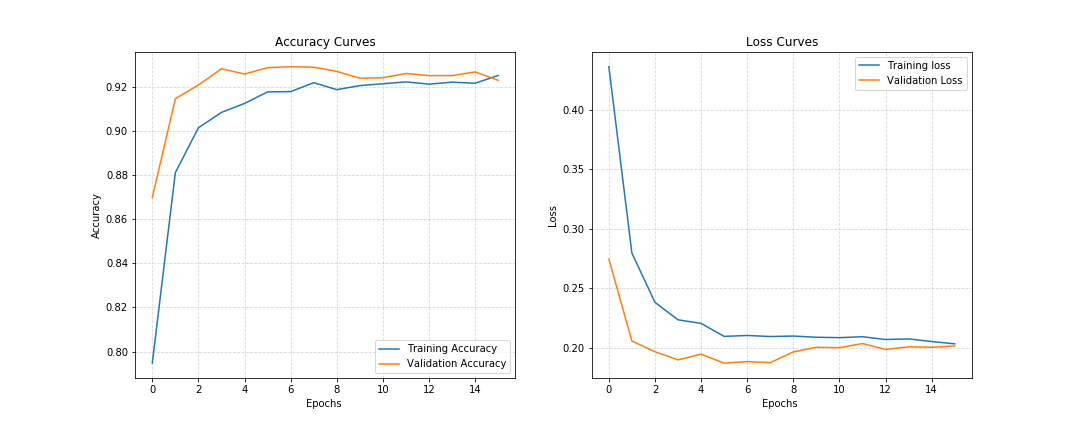 Accuracy Curves
0.92
0.90
0.88
0.86
0.84
0.82
0.80
Accuracy
0 2 4 6 8 10 12 14
Epochs
Training Accuracy
Validation Accuracy
Loss Curves
0.40
0.35
0.30
0.25
0.20
Loss
0 2 4 6 8 10 12 14
Epochs
Training loss
Validation Loss